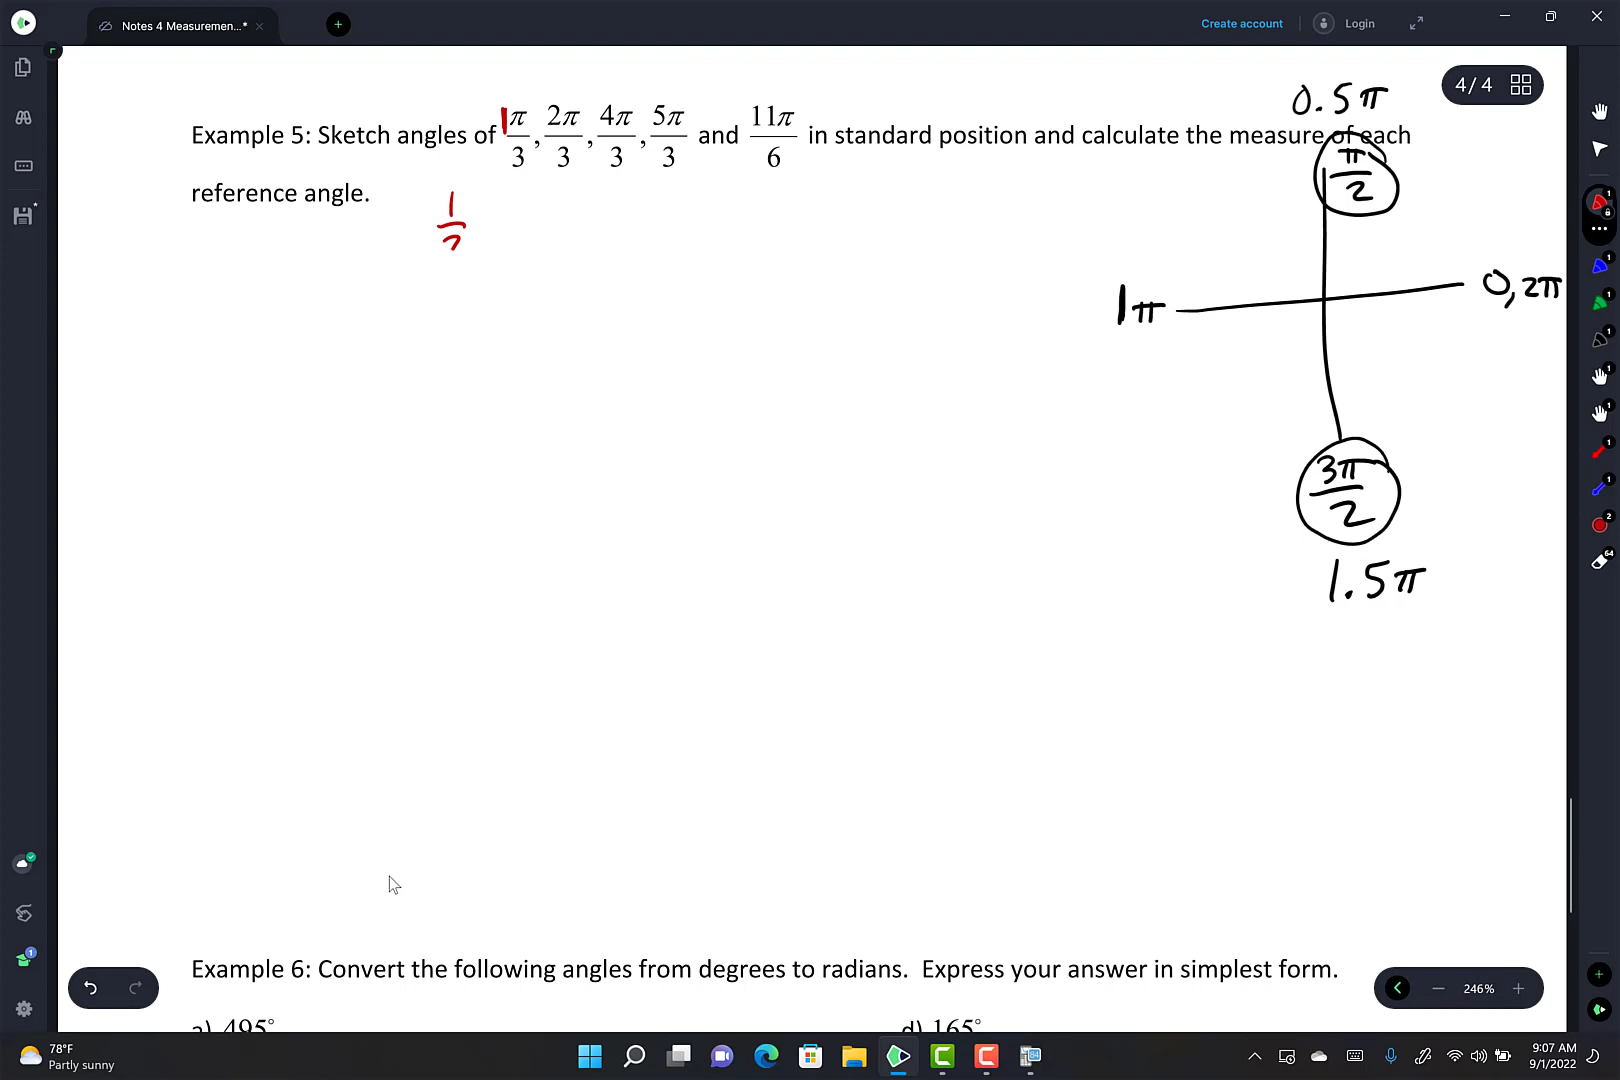 Notes 4 Measuremen...*
Create account
Login
4/4
0.5π
Example 5: Sketch angles of 1π/3, 2π/3, 4π/3, 5π/3 and 11π/6 in standard position and calculate the measure of each
reference angle.
π/2
1π
0, 2π
3π/2
1.5π
Example 6: Convert the following angles from degrees to radians. Express your answer in simplest form.
a) 495°
d) 165°
246%
78°F
Partly sunny
9:07 AM
9/1/2022